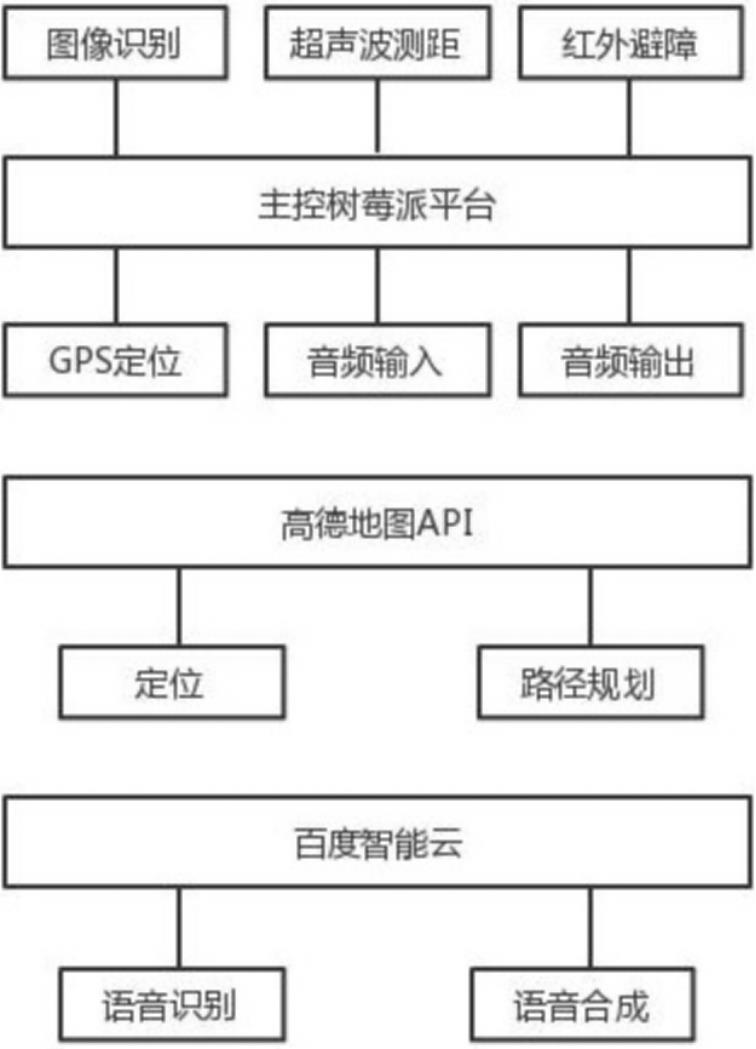 图像识别
超声波测距
红外避障
主控树莓派平台
GPS定位
音频输入
音频输出
高德地图API
定位
路径规划
百度智能云
语音识别
语音合成